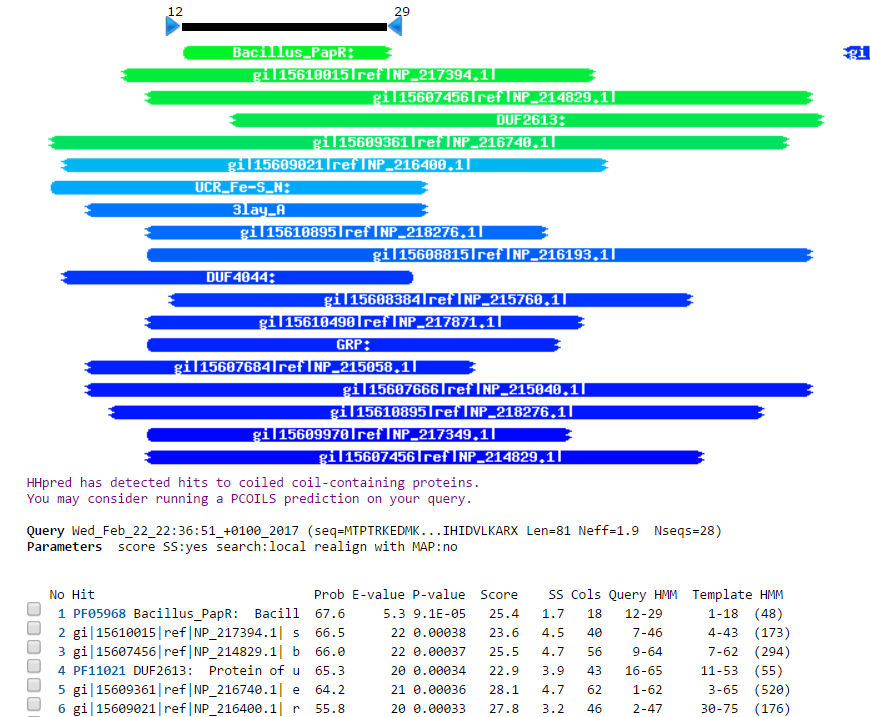 12 29
Bacillus_PapR: gi
gi|15610015|ref|NP_217394.1|
gi|15607456|ref|NP_214829.1|
DUF2613:
gi|15609361|ref|NP_216740.1|
gi|15609021|ref|NP_216400.1|
UCR_Fe-S_N:
3lay_A
gi|15610895|ref|NP_218276.1|
gi|15608815|ref|NP_216193.1|
DUF4044:
gi|15608384|ref|NP_215760.1|
gi|15610490|ref|NP_217871.1|
GRP:
gi|15607684|ref|NP_215058.1|
gi|15607666|ref|NP_215040.1|
gi|15610895|ref|NP_218276.1|
gi|15609970|ref|NP_217349.1|
gi|15607456|ref|NP_214829.1|
HHpred has detected hits to coiled coil-containing proteins.
You may consider running a PCOILS prediction on your query.
Query Wed_Feb_22_22:36:51_+0100_2017 (seq=MTPTRKEDMK...IHIDVLKARX Len=81 Neff=1.9 Nseqs=28)
Parameters score SS:yes search:local realign with MAP:no
No Hit Prob E-value P-value Score SS Cols Query HMM Template HMM
1 PF05968 Bacillus_PapR: Bacill 67.6 5.3 9.1E-05 25.4 1.7 18 12-29 1-18 (48)
2 gi|15610015|ref|NP_217394.1| s 66.5 22 0.00038 23.6 4.5 40 7-46 4-43 (173)
3 gi|15607456|ref|NP_214829.1| b 66.0 22 0.00037 25.5 4.7 56 9-64 7-62 (294)
4 PF11021 DUF2613: Protein of u 65.3 20 0.00034 22.9 3.9 43 16-65 11-53 (55)
5 gi|15609361|ref|NP_216740.1| e 64.2 21 0.00036 28.1 4.7 62 1-62 3-65 (520)
6 gi|15609021|ref|NP_216400.1| r 55.8 20 0.00033 27.8 3.2 46 2-47 30-75 (176)